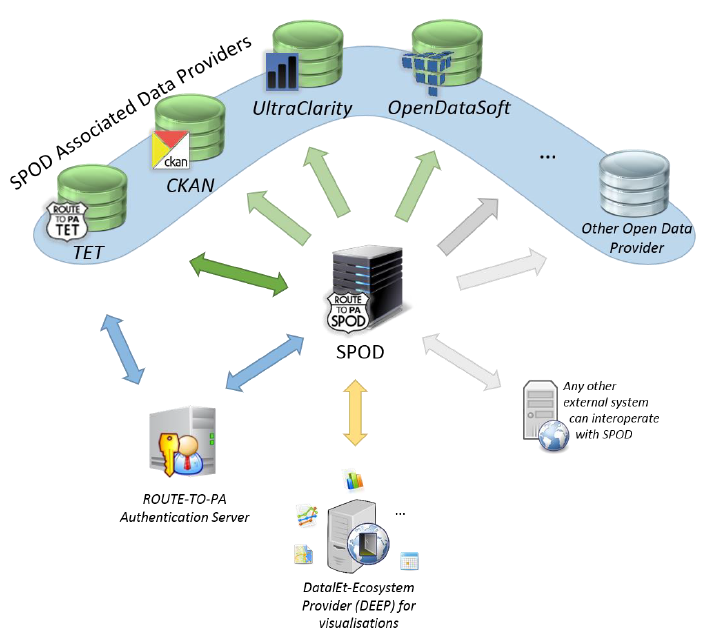 SPOD Associated Data Providers
UltraClarity
OpenDataSoft
ckan
CKAN
...
ROUTE
TO PA
TET
TET
Other Open Data
Provider
ROUTE
TO PA
SPOD
SPOD
Any other
external system
can interoperate
with SPOD
ROUTE-TO-PA
Authentication Server
...
DatalEt-Ecosystem
Provider (DEEP) for
visualisations